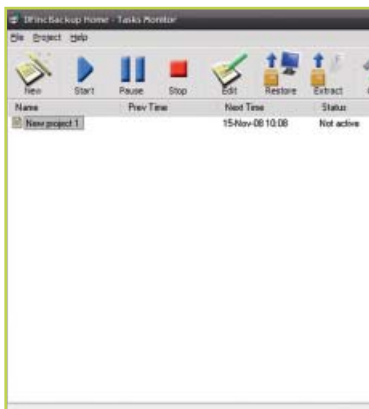 DFIncBackup Home - Tasks Monitor
File Project Help
New Start Pause Stop Edit Restore Extract
Name Prev Time Next Time Status
New project 1 15-Nov-08 10:08 Not active